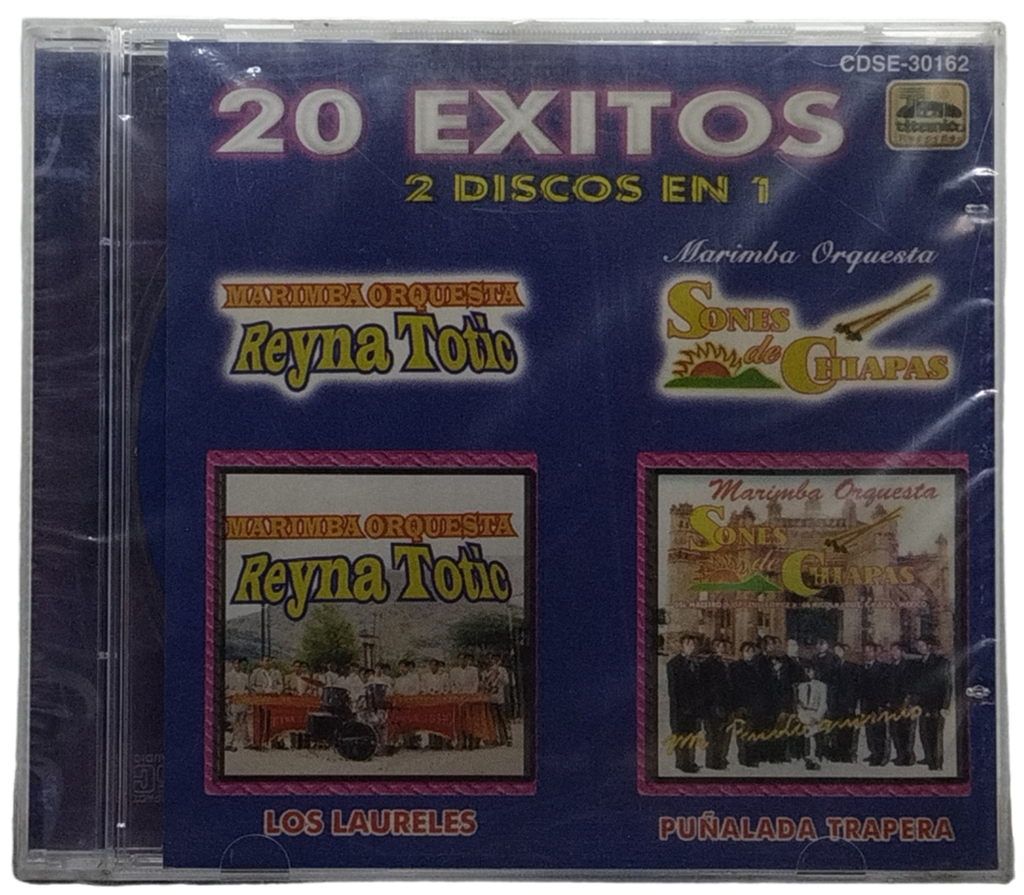 CDSE-30162
20 EXITOS
2 DISCOS EN 1
MARIMBA ORQUESTA
Reyna Totic
Marimba Orquesta
SONES
de CHIAPAS
MARIMBA ORQUESTA
Reyna Totic
Marimba Orquesta
SONES
de CHIAPAS
LOS LAURELES
PUÑALADA TRAPERA